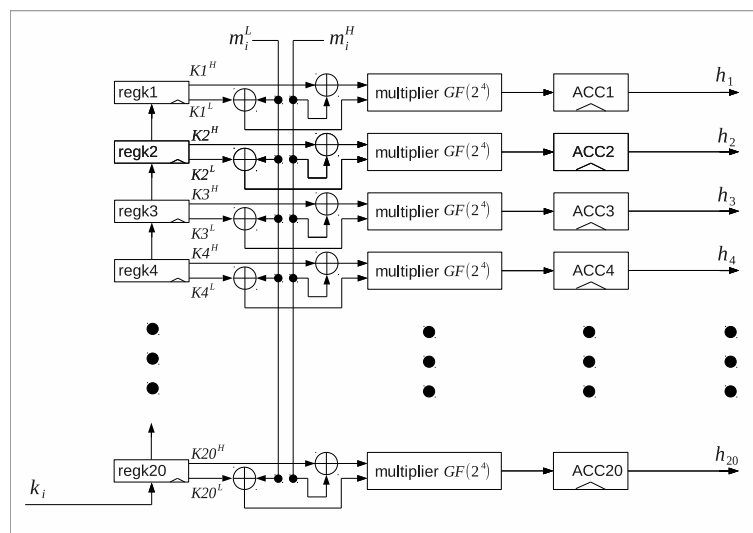 m_i^L m_i^H
K1^H
regk1 multiplier GF(2^4) ACC1 h_1
K1^L
K2^H
regk2 multiplier GF(2^4) ACC2 h_2
K2^L
K3^H
regk3 multiplier GF(2^4) ACC3 h_3
K3^L
K4^H
regk4 multiplier GF(2^4) ACC4 h_4
K4^L
K20^H
regk20 multiplier GF(2^4) ACC20 h_20
K20^L
k_i